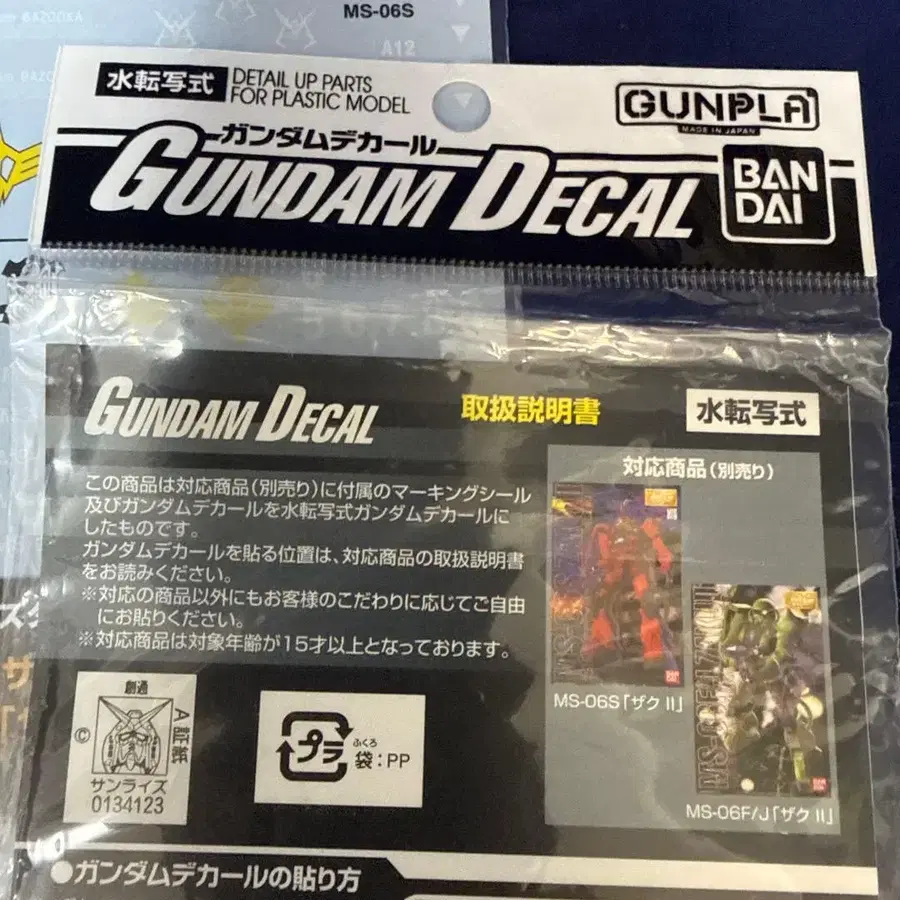 MS-06S
A12
水転写式
DETAIL UP PARTS
FOR PLASTIC MODEL
GUNPLA
MADE IN JAPAN
ガンダムデカール
GUNDAM DECAL
BAN
DAI
GUNDAM DECAL
取扱説明書
水転写式
この商品は対応商品(別売り)に付属のマーキングシール
及びガンダムデカールを水転写式ガンダムデカールに
したものです。
ガンダムデカールを貼る位置は、対応商品の取扱説明書
をお読みください。
※対応の商品以外にもお客様のこだわりに応じてご自由
にお貼りください。
※対応商品は対象年齢が15才以上となっております。
対応商品(別売り)
MS-06S「ザクⅡ」
MS-06F/J「ザクⅡ」
創通
©
A証紙
サンライズ
0134123
プラ
ふくろ
袋:PP
●ガンダムデカールの貼り方